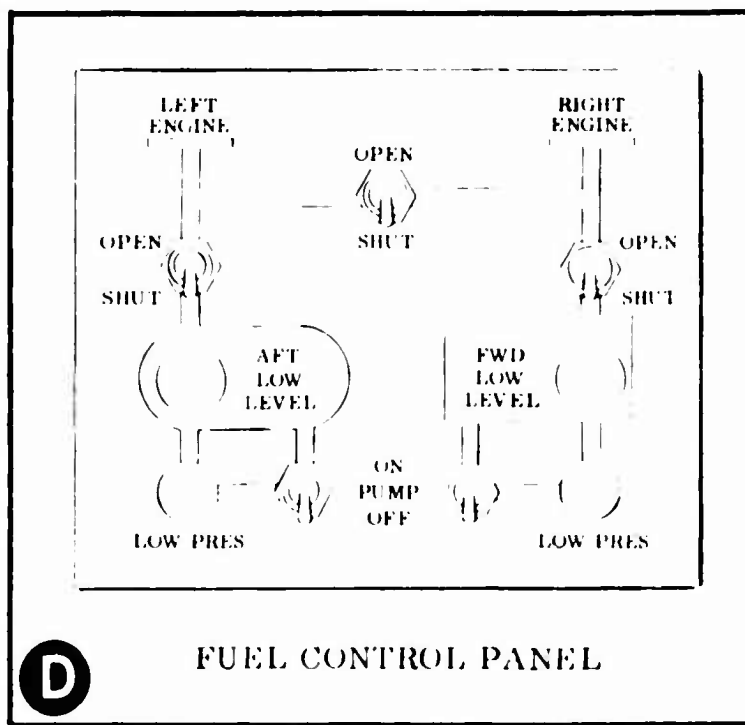 LEFT
ENGINE
RIGHT
ENGINE
OPEN
SHUT
OPEN
SHUT
OPEN
SHUT
AFT
LOW
LEVEL
FWD
LOW
LEVEL
ON
PUMP
OFF
LOW PRES
LOW PRES
D
FUEL CONTROL PANEL